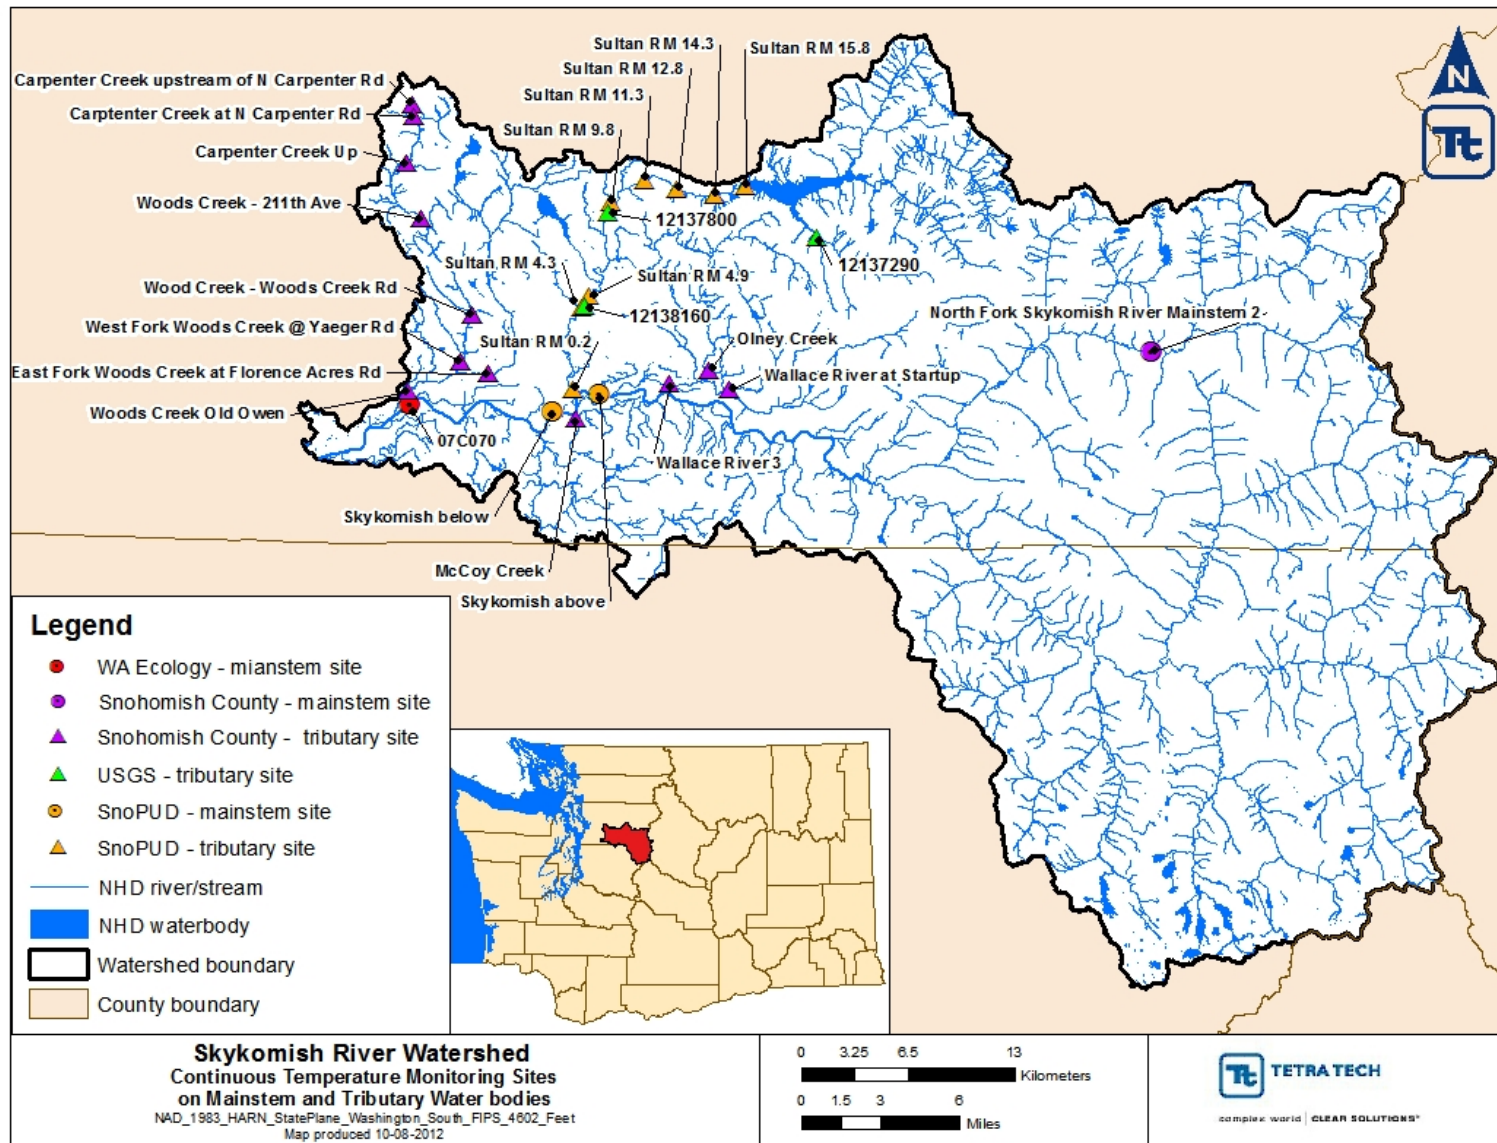 Sultan RM 14.3
Sultan RM 15.8
Carpenter Creek upstream of N Carpenter Rd
Sultan RM 12.8
Sultan RM 11.3
Carptenter Creek at N Carpenter Rd
Sultan RM 9.8
Carpenter Creek Up
Woods Creek - 211th Ave
12137800
Sultan RM 4.3
Sultan RM 4.9
12137290
Wood Creek - Woods Creek Rd
12138160
North Fork Skykomish River Mainstem 2
West Fork Woods Creek @ Yaeger Rd
Sultan RM 0.2
Olney Creek
East Fork Woods Creek at Florence Acres Rd
Wallace River at Startup
Woods Creek Old Owen
07C070
Wallace River 3
Skykomish below
McCoy Creek
Skykomish above
N
Tt
Legend
WA Ecology - mianstem site
Snohomish County - mainstem site
Snohomish County - tributary site
USGS - tributary site
SnoPUD - mainstem site
SnoPUD - tributary site
NHD river/stream
NHD waterbody
Watershed boundary
County boundary
Skykomish River Watershed
Continuous Temperature Monitoring Sites
on Mainstem and Tributary Water bodies
NAD_1983_HARN_StatePlane_Washington_South_FIPS_4602_Feet
Map produced 10-08-2012
0 3.25 6.5 13
Kilometers
0 1.5 3 6
Miles
Tt TETRA TECH
complex world | CLEAR SOLUTIONS*